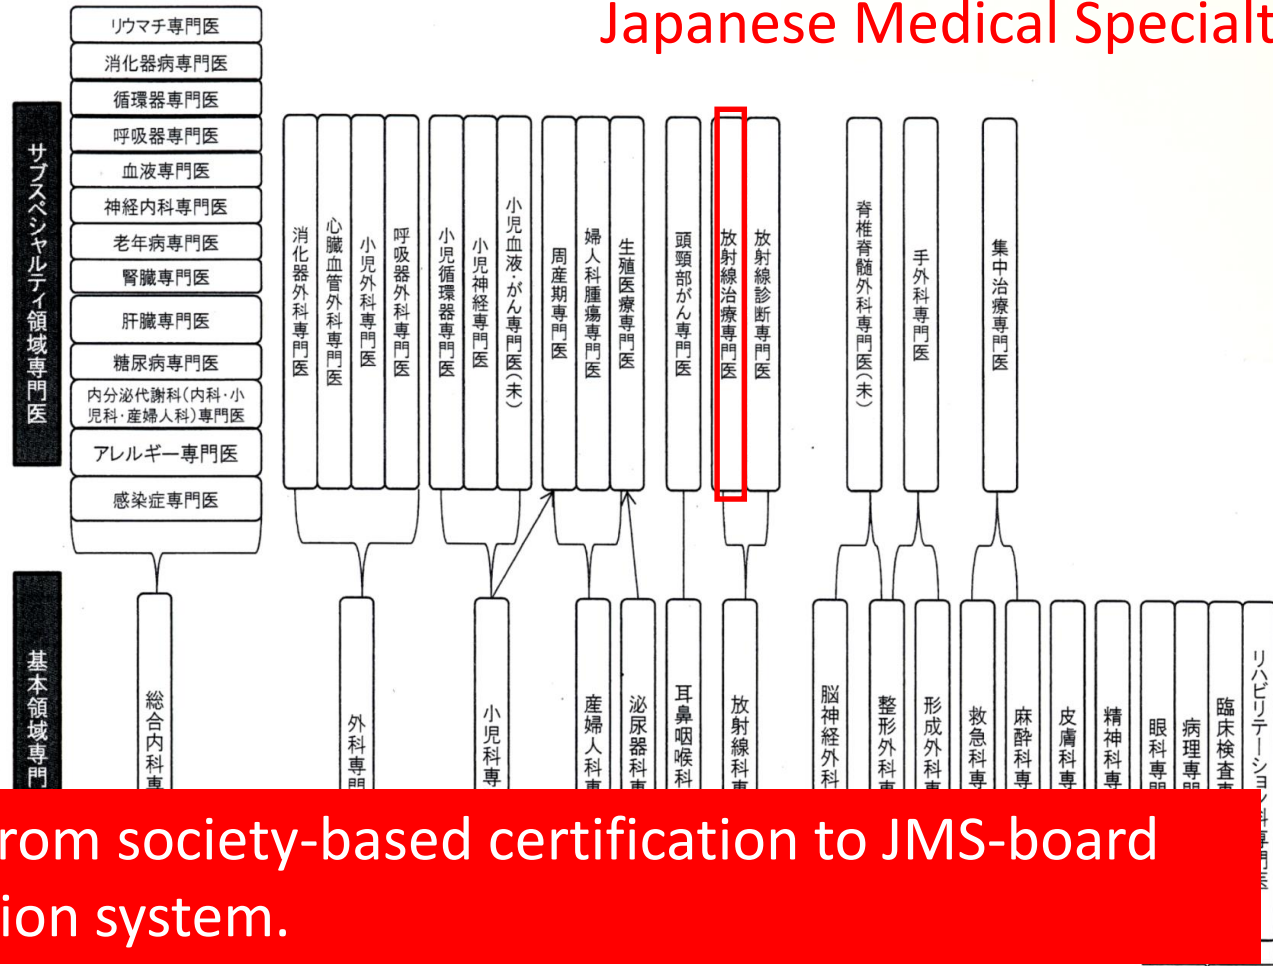 Japanese Medical Specialt
サブスペシャルティ領域専門医
リウマチ専門医
消化器病専門医
循環器専門医
呼吸器専門医
血液専門医
神経内科専門医
老年病専門医
腎臓専門医
肝臓専門医
糖尿病専門医
内分泌代謝科(内科・小
児科・産婦人科)専門医
アレルギー専門医
感染症専門医
消化器外科専門医
心臓血管外科専門医
小児外科専門医
呼吸器外科専門医
小児循環器専門医
小児神経専門医
小児血液・がん専門医(未)
周産期専門医
婦人科腫瘍専門医
生殖医療専門医
頭頸部がん専門医
放射線治療専門医
放射線診断専門医
脊椎脊髄外科専門医(未)
手外科専門医
集中治療専門医
基本領域専門
総合内科専
外科専門
小児科専
産婦人科専
泌尿器科専
耳鼻咽喉科
放射線科専
脳神経外科
整形外科専
形成外科専
救急科専
麻酔科専
皮膚科専
精神科専
眼科専門
病理専門
臨床検査専
リハビリテーション科専門医
rom society-based certification to JMS-board
ion system.